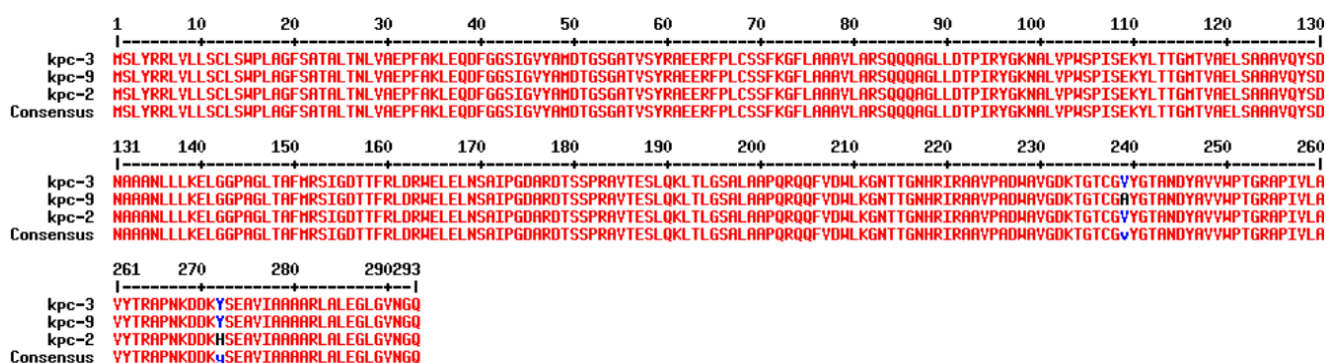 1 10 20 30 40 50 60 70 80 90 100 110 120 130
kpc-3 MSLYRRLVLLSCLSWPLAGFSATALTNLVAEPFAKLEQDFGGSIGVYAMDTGSGATVSYRAEERFPLCSSFKGFLAAAVLARSQQQAGLLDTPIRYGKNALVPWSPISEKYLTTGMTVAELSAAAVQYSD
kpc-9 MSLYRRLVLLSCLSWPLAGFSATALTNLVAEPFAKLEQDFGGSIGVYAMDTGSGATVSYRAEERFPLCSSFKGFLAAAVLARSQQQAGLLDTPIRYGKNALVPWSPISEKYLTTGMTVAELSAAAVQYSD
kpc-2 MSLYRRLVLLSCLSWPLAGFSATALTNLVAEPFAKLEQDFGGSIGVYAMDTGSGATVSYRAEERFPLCSSFKGFLAAAVLARSQQQAGLLDTPIRYGKNALVPWSPISEKYLTTGMTVAELSAAAVQYSD
Consensus MSLYRRLVLLSCLSWPLAGFSATALTNLVAEPFAKLEQDFGGSIGVYAMDTGSGATVSYRAEERFPLCSSFKGFLAAAVLARSQQQAGLLDTPIRYGKNALVPWSPISEKYLTTGMTVAELSAAAVQYSD
131 140 150 160 170 180 190 200 210 220 230 240 250 260
kpc-3 NAAANLLLKELGGPAGLTAFMRSIGDTTFRLDRWELELNSAIPGDARDTSSPRAVTESLQKLTLGSALAAPQRQQFVDWLKGNTTGNHRIRAAVPADWAVGDKTGTCGVYGTANDYAVVWPTGRAPIVLA
kpc-9 NAAANLLLKELGGPAGLTAFMRSIGDTTFRLDRWELELNSAIPGDARDTSSPRAVTESLQKLTLGSALAAPQRQQFVDWLKGNTTGNHRIRAAVPADWAVGDKTGTCGAYGTANDYAVVWPTGRAPIVLA
kpc-2 NAAANLLLKELGGPAGLTAFMRSIGDTTFRLDRWELELNSAIPGDARDTSSPRAVTESLQKLTLGSALAAPQRQQFVDWLKGNTTGNHRIRAAVPADWAVGDKTGTCGVYGTANDYAVVWPTGRAPIVLA
Consensus NAAANLLLKELGGPAGLTAFMRSIGDTTFRLDRWELELNSAIPGDARDTSSPRAVTESLQKLTLGSALAAPQRQQFVDWLKGNTTGNHRIRAAVPADWAVGDKTGTCGvYGTANDYAVVWPTGRAPIVLA
261 270 280 290293
kpc-3 VYTRAPNKDDKYSEAVIAAAARLALEGLGVNGQ
kpc-9 VYTRAPNKDDKYSEAVIAAAARLALEGLGVNGQ
kpc-2 VYTRAPNKDDKHSEAVIAAAARLALEGLGVNGQ
Consensus VYTRAPNKDDKySEAVIAAAARLALEGLGVNGQ